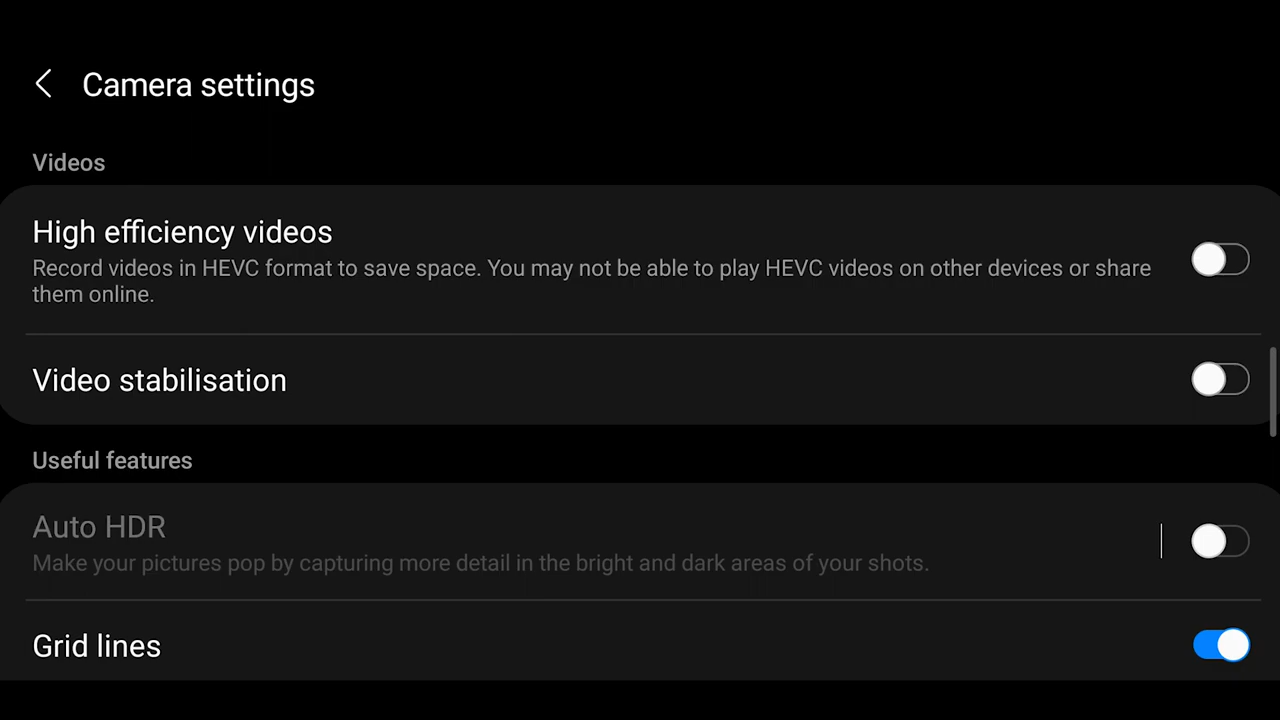 Camera settings
Videos
High efficiency videos
Record videos in HEVC format to save space. You may not be able to play HEVC videos on other devices or share
them online.
Video stabilisation
Useful features
Auto HDR
Make your pictures pop by capturing more detail in the bright and dark areas of your shots.
Grid lines